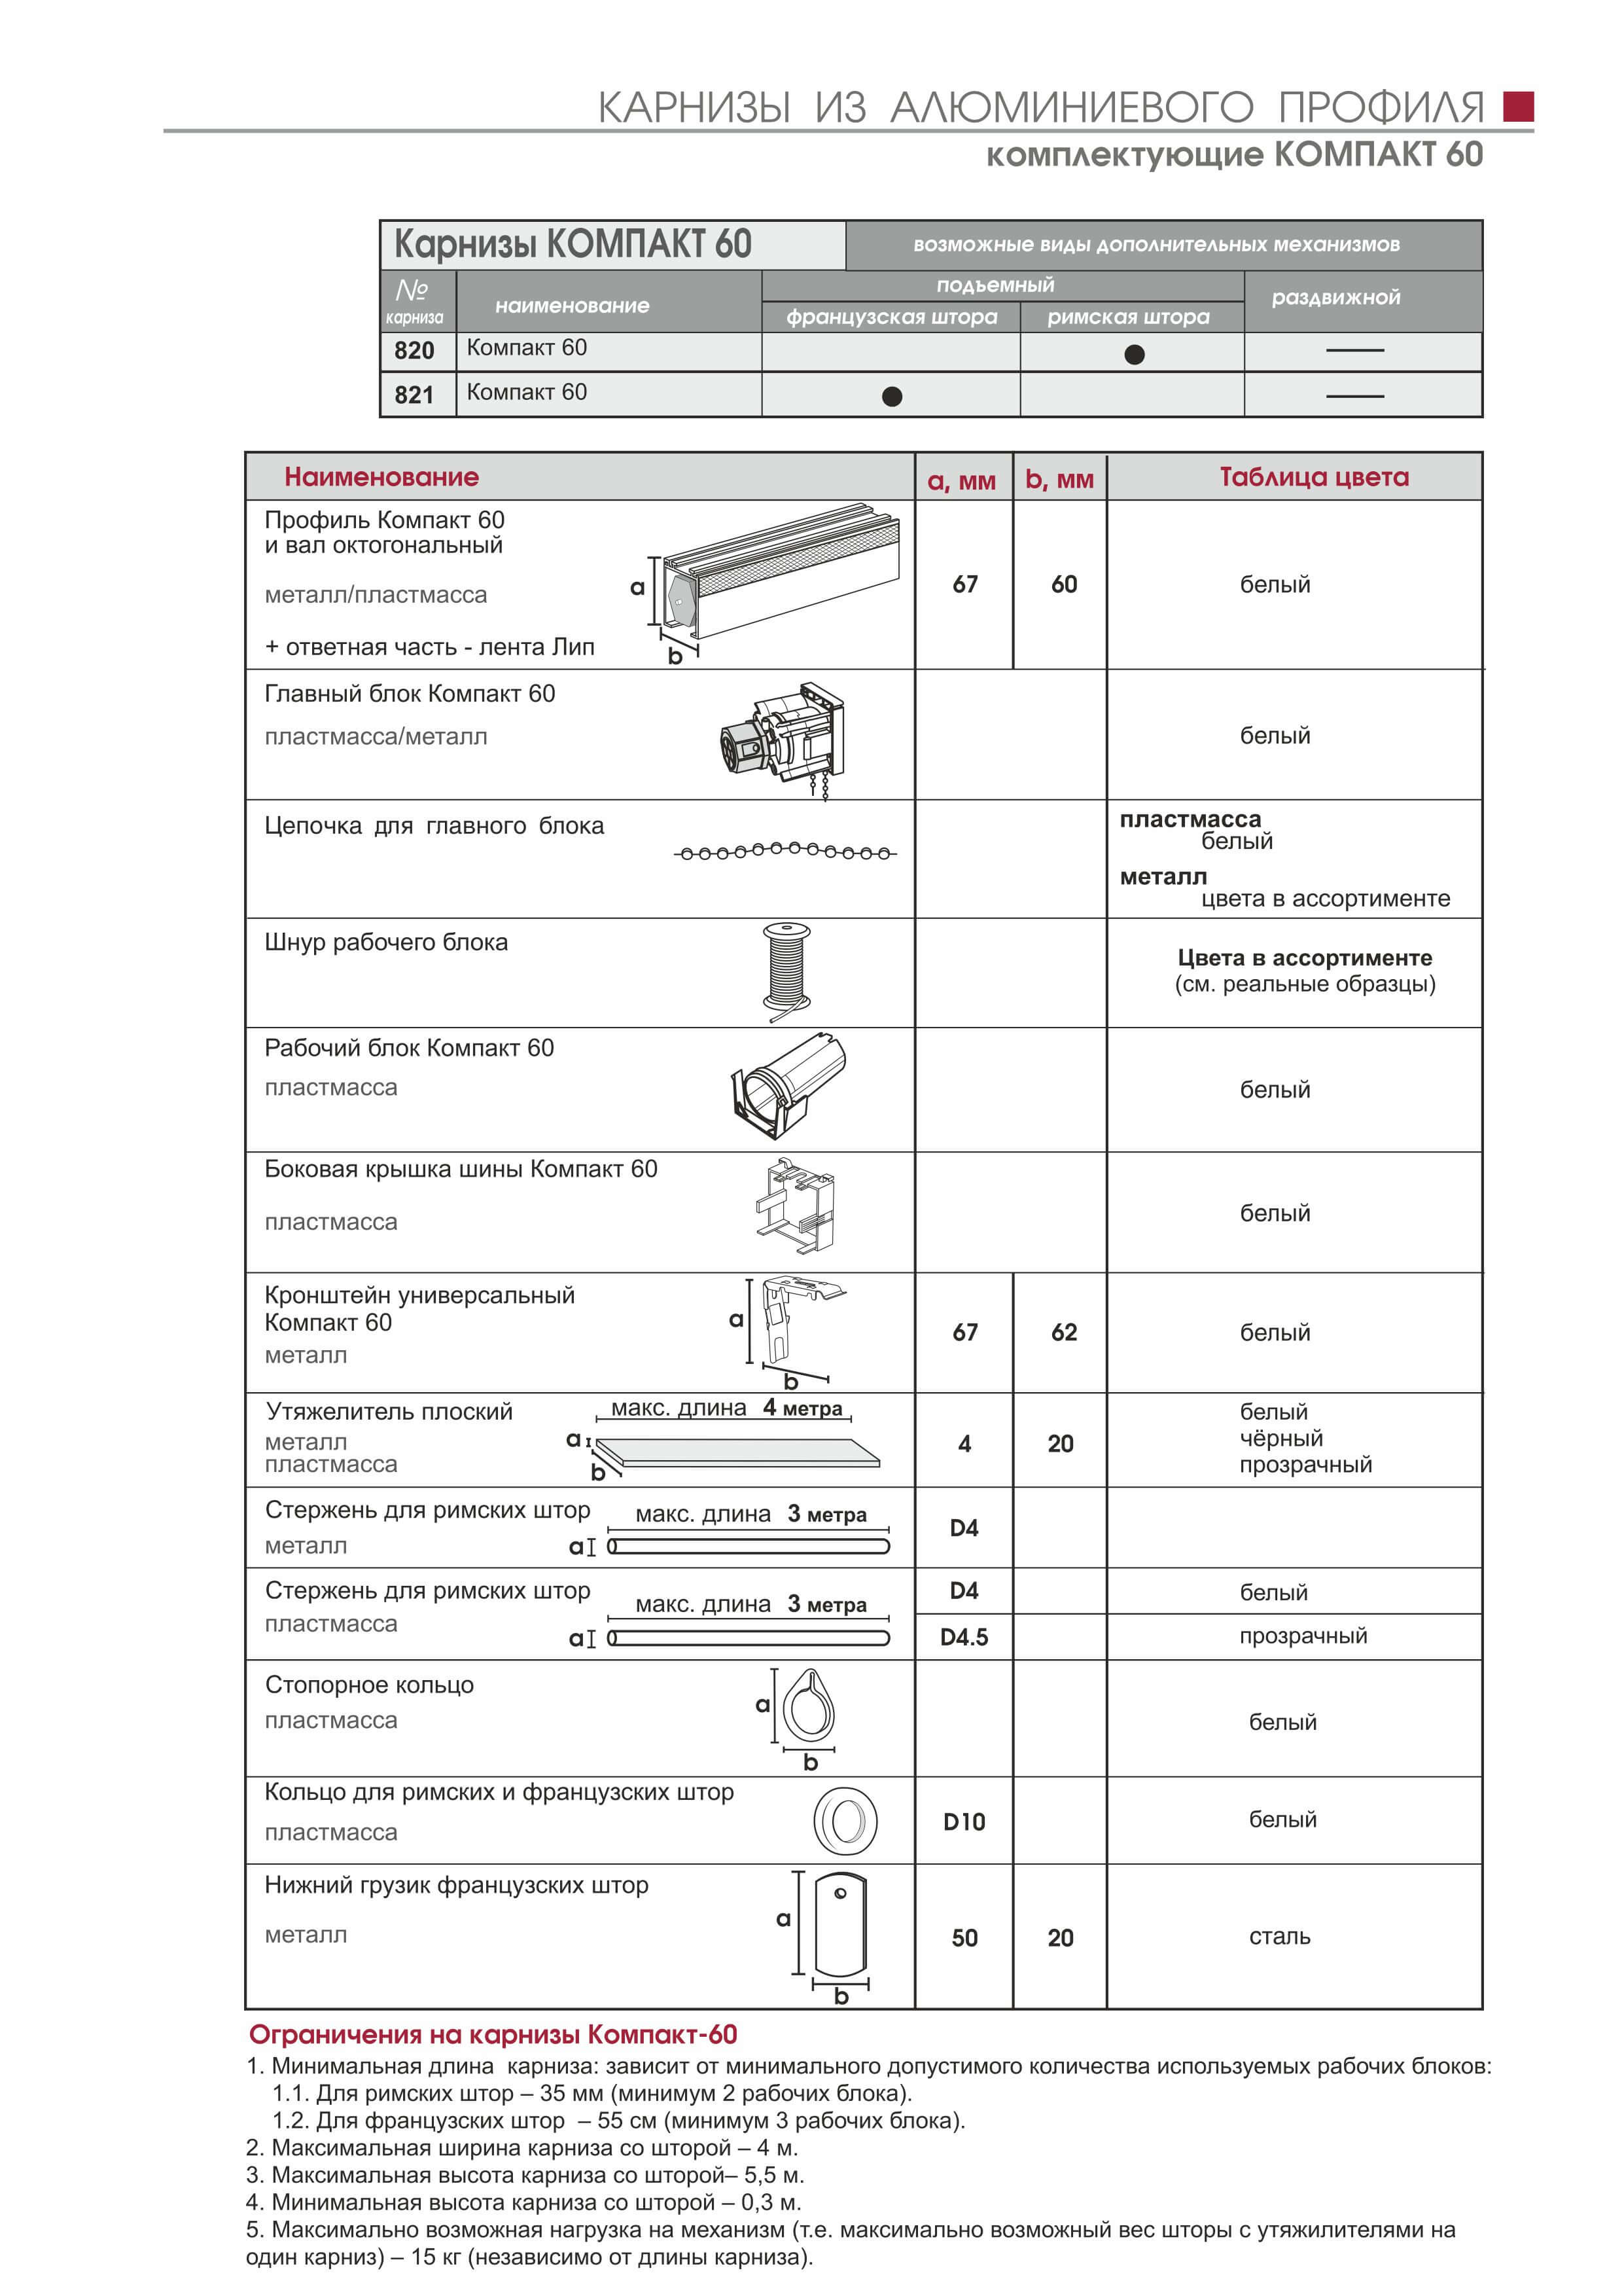 КАРНИЗЫ ИЗ АЛЮМИНИЕВОГО ПРОФИЛЯ
комплектующие КОМПАКТ 60
Карнизы КОМПАКТ 60
возможные виды дополнительных механизмов
№ карниза
наименование
подъемный
раздвижной
французская штора
римская штора
820 Компакт 60 ● —
821 Компакт 60 ● —
Наименование a, мм b, мм Таблица цвета
Профиль Компакт 60
и вал октогональный
металл/пластмасса
+ ответная часть - лента Лип
a
b
67 60 белый
Главный блок Компакт 60
пластмасса/металл
белый
Цепочка для главного блока
пластмасса
белый
металл
цвета в ассортименте
Шнур рабочего блока
Цвета в ассортименте
(см. реальные образцы)
Рабочий блок Компакт 60
пластмасса
белый
Боковая крышка шины Компакт 60
пластмасса
белый
Кронштейн универсальный
Компакт 60
металл
a
b
67 62 белый
Утяжелитель плоский
металл
пластмасса
макс. длина 4 метра
a
b
4 20
белый
чёрный
прозрачный
Стержень для римских штор
металл
макс. длина 3 метра
a
D4
Стержень для римских штор
пластмасса
макс. длина 3 метра
a
D4 белый
D4.5 прозрачный
Стопорное кольцо
пластмасса
a
b
белый
Кольцо для римских и французских штор
пластмасса
D10 белый
Нижний грузик французских штор
металл
a
b
50 20 сталь
Ограничения на карнизы Компакт-60
1. Минимальная длина карниза: зависит от минимального допустимого количества используемых рабочих блоков:
1.1. Для римских штор – 35 мм (минимум 2 рабочих блока).
1.2. Для французских штор – 55 см (минимум 3 рабочих блока).
2. Максимальная ширина карниза со шторой – 4 м.
3. Максимальная высота карниза со шторой– 5,5 м.
4. Минимальная высота карниза со шторой – 0,3 м.
5. Максимально возможная нагрузка на механизм (т.е. максимально возможный вес шторы с утяжилителями на
один карниз) – 15 кг (независимо от длины карниза).